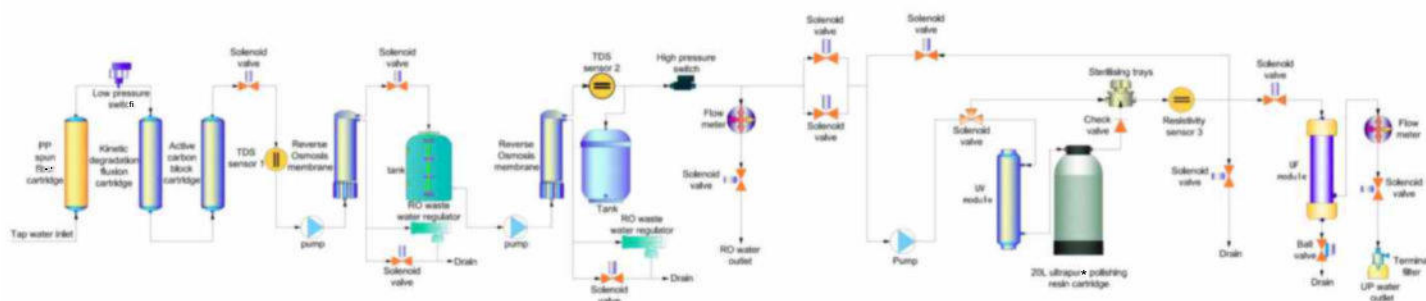 Tap water inlet
PP
spun
cartridge
Low pressure
Kinetic
degradation
fluxion cartridge
Active
carbon
block
cartridge
Solenoid
valve
TDS
sensor 1
pump
Reverse
Osmosis
membrane
Solenoid
valve
tank
RO waste
water regulator
Solenoid
valve
Drain
pump
Reverse
Osmosis
membrane
TDS
sensor 2
Tank
RO waste
water regulator
Solenoid
valve
Drain
High pressure
switch
Flow
meter
Solenoid
valve
RO water
outlet
Solenoid
valve
Solenoid
valve
Solenoid
valve
Pump
Solenoid
valve
UV
module
Sterilising trays
Check
valve
20L ultrapure polishing
resin cartridge
Resistivity
sensor 3
Solenoid
valve
Drain
Solenoid
valve
UF
module
Ball
valve
Drain
Flow
meter
Solenoid
valve
filter
UP water
outlet